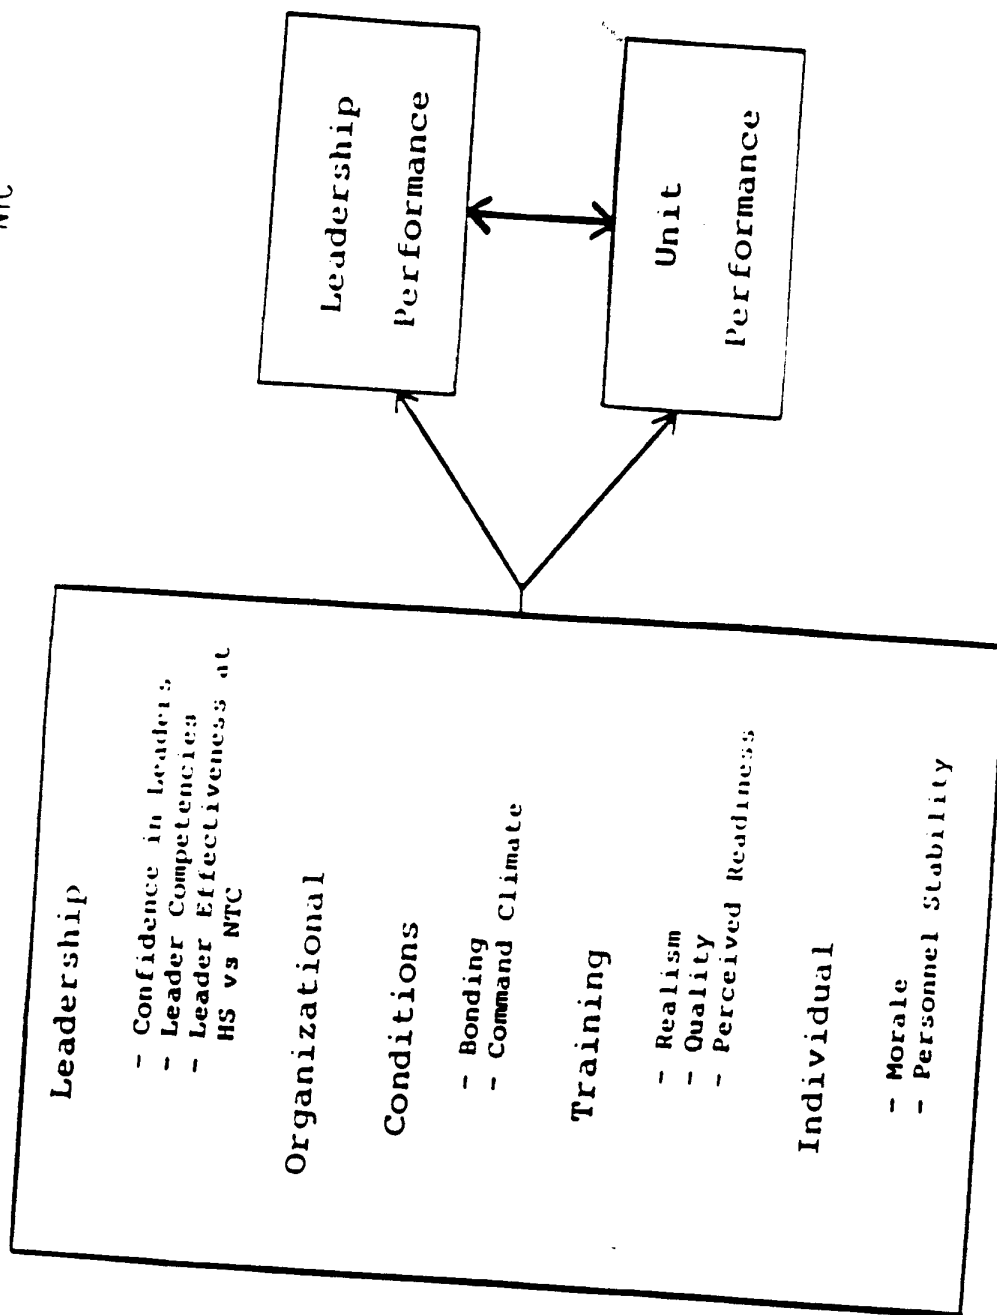 NTC
Leadership
- Confidence in Leaders
- Leader Competencies
- Leader Effectiveness at
HS vs NTC
Organizational
Conditions
- Bonding
- Command Climate
Training
- Realism
- Quality
- Perceived Readiness
Individual
- Morale
- Personnel Stability
Leadership
Performance
Unit
Performance